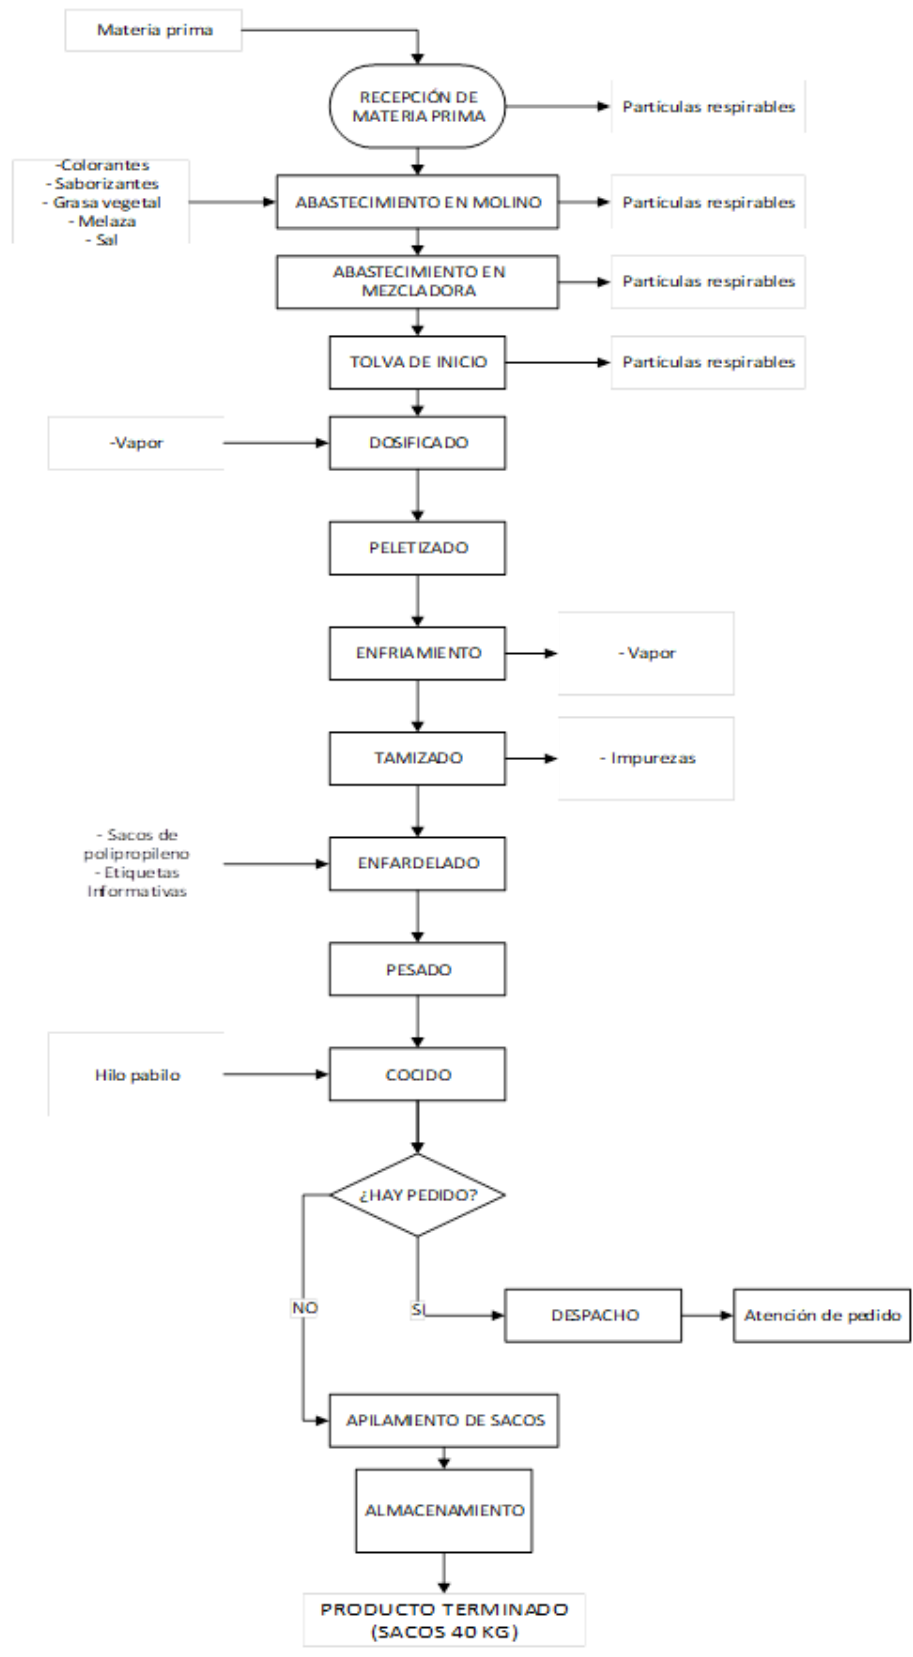 Materia prima
RECEPCIÓN DE
MATERIA PRIMA
Partículas respirables
-Colorantes
- Saborizantes
- Grasa vegetal
- Melaza
- Sal
ABASTECIMIENTO EN MOLINO
Partículas respirables
ABASTECIMIENTO EN
MEZCLADORA
Partículas respirables
TOLVA DE INICIO
Partículas respirables
-Vapor
DOSIFICADO
PELETIZADO
ENFRIAMIENTO
- Vapor
TAMIZADO
- Impurezas
- Sacos de
polipropileno
- Etiquetas
Informativas
ENFARDELADO
PESADO
Hilo pabilo
COCIDO
¿HAY PEDIDO?
NO
SI
DESPACHO
Atención de pedido
APILAMIENTO DE SACOS
ALMACENAMIENTO
PRODUCTO TERMINADO
(SACOS 40 KG)